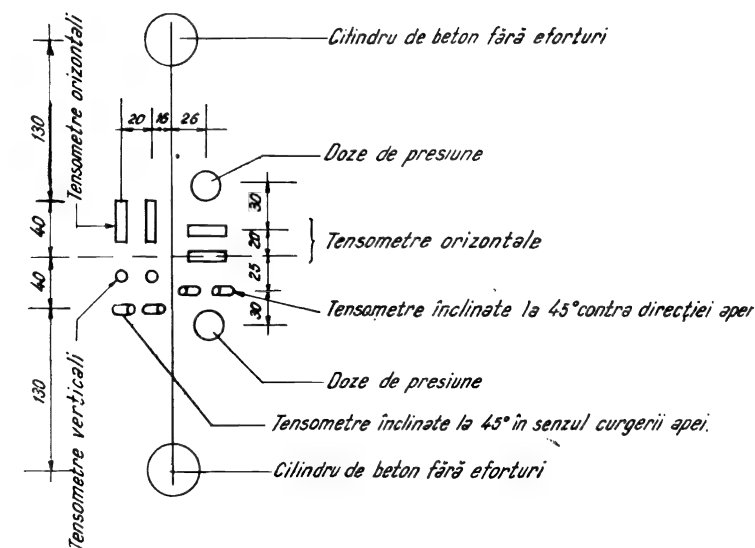 Tensometre orizontali
Cilindru de beton fără eforturi
20
16
26
130
Doze de presiune
30
40
20
Tensometre orizontale
40
25
30
Tensometre înclinate la 45° contra direcției aper
Doze de presiune
130
Tensometre verticali
Tensometre înclinate la 45° în senzul curgerii apei.
Cilindru de beton fără eforturi